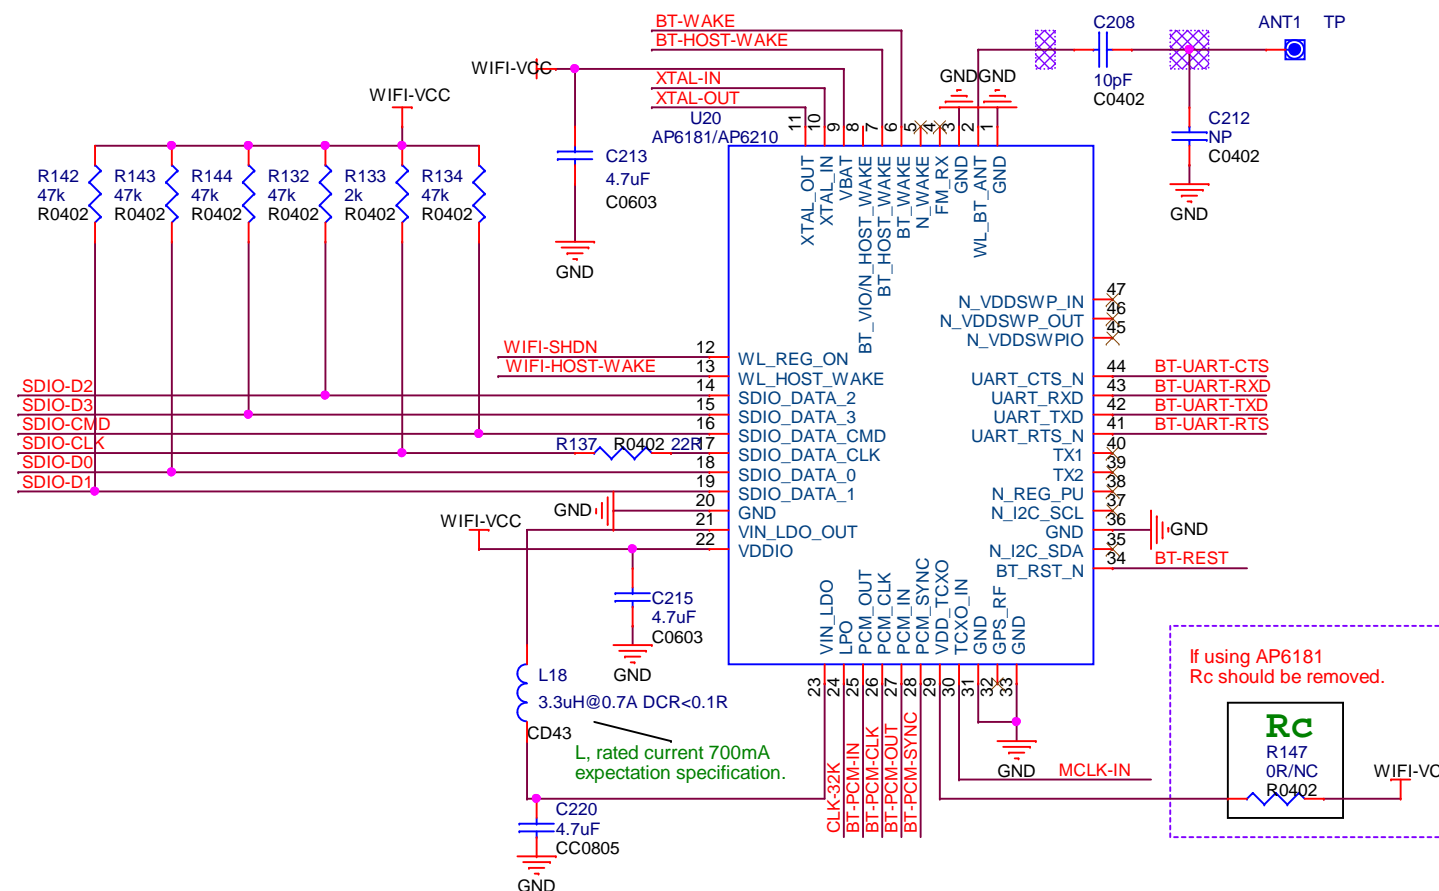 BT-WAKE
BT-HOST-WAKE
WIFI-VCC
XTAL-IN
XTAL-OUT
U20
AP6181/AP6210
C208
10pF
C0402
ANT1 TP
GND GND
C212
NP
C0402
GND
WIFI-VCC
C213
4.7uF
C0603
GND
R142
47k
R0402
R143
47k
R0402
R144
47k
R0402
R132
47k
R0402
R133
2k
R0402
R134
47k
R0402
11 10 9 8 7 6 5 4 3 2 1
XTAL_OUT
XTAL_IN
VBAT
BT_VIO/N_HOST_WAKE
BT_HOST_WAKE
BT_WAKE
N_WAKE
FM_RX
GND
WL_BT_ANT
GND
WIFI-SHDN 12 WL_REG_ON
WIFI-HOST-WAKE 13 WL_HOST_WAKE
SDIO-D2 14 SDIO_DATA_2
SDIO-D3 15 SDIO_DATA_3
SDIO-CMD 16 SDIO_DATA_CMD
SDIO-CLK R137 R0402 22R 17 SDIO_DATA_CLK
SDIO-D0 18 SDIO_DATA_0
SDIO-D1 19 SDIO_DATA_1
GND 20 GND
21 VIN_LDO_OUT
WIFI-VCC 22 VDDIO
N_VDDSWP_IN 47
N_VDDSWP_OUT 46
N_VDDSWPIO 45
UART_CTS_N 44 BT-UART-CTS
UART_RXD 43 BT-UART-RXD
UART_TXD 42 BT-UART-TXD
UART_RTS_N 41 BT-UART-RTS
TX1 40
TX2 39
N_REG_PU 38
N_I2C_SCL 37
GND 36 GND
N_I2C_SDA 35
BT_RST_N 34 BT-REST
C215
4.7uF
C0603
GND
VIN_LDO
LPO
PCM_OUT
PCM_CLK
PCM_IN
PCM_SYNC
VDD_TCXO
TCXO_IN
GND
GPS_RF
GND
23 24 25 26 27 28 29 30 31 32 33
L18
3.3uH@0.7A DCR<0.1R
CD43
L, rated current 700mA
expectation specification.
C220
4.7uF
CC0805
GND
CLK-32K
BT-PCM-IN
BT-PCM-CLK
BT-PCM-OUT
BT-PCM-SYNC
GND
MCLK-IN
If using AP6181
Rc should be removed.
Rc
R147
0R/NC
R0402
WIFI-VC